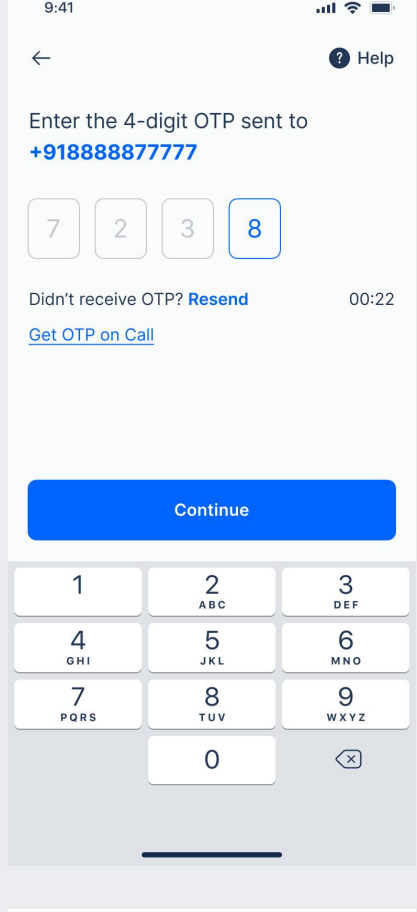 9:41
? Help
Enter the 4-digit OTP sent to
+918888877777
7 2 3 8
Didn’t receive OTP? Resend 00:22
Get OTP on Call
Continue
1 2 3
ABC DEF
4 5 6
GHI JKL MNO
7 8 9
PQRS TUV WXYZ
0